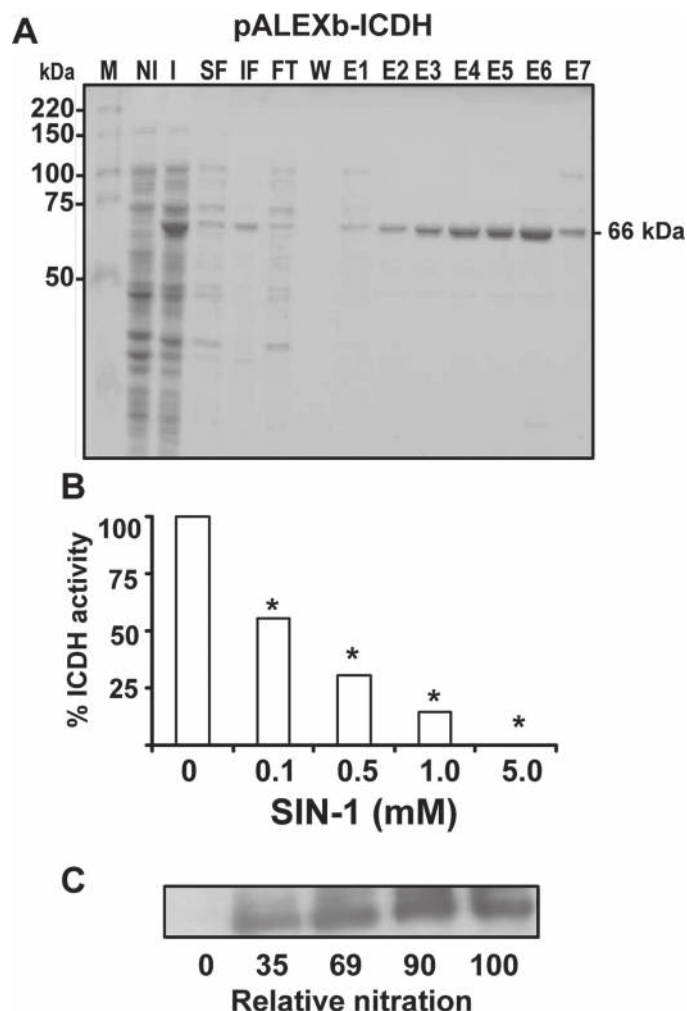 A
pALEXb-ICDH
kDa M NI I SF IF FT W E1 E2 E3 E4 E5 E6 E7
220
150
100
75
66 kDa
50
B
100
75
50
25
% ICDH activity
* * * *
0 0.1 0.5 1.0 5.0
SIN-1 (mM)
C
0 35 69 90 100
Relative nitration